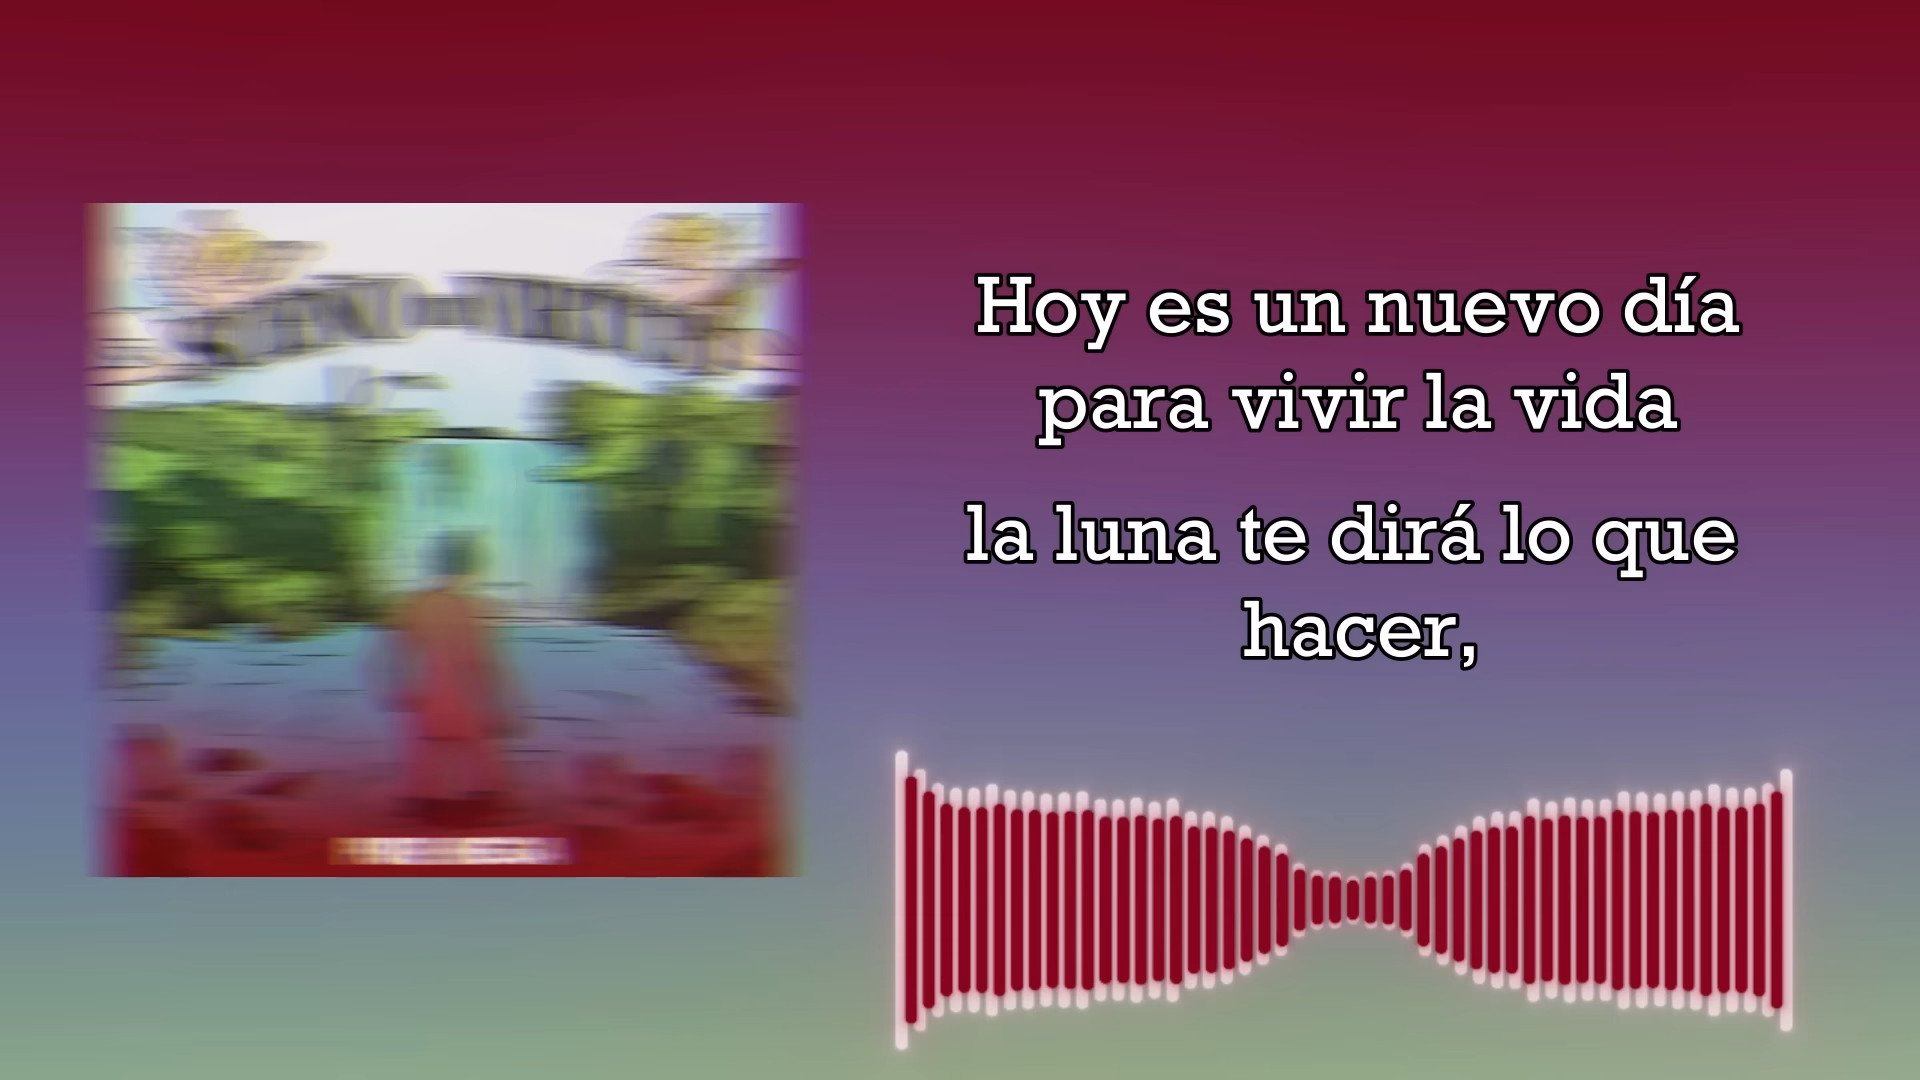 Hoy es un nuevo día
para vivir la vida
la luna te dirá lo que
hacer,